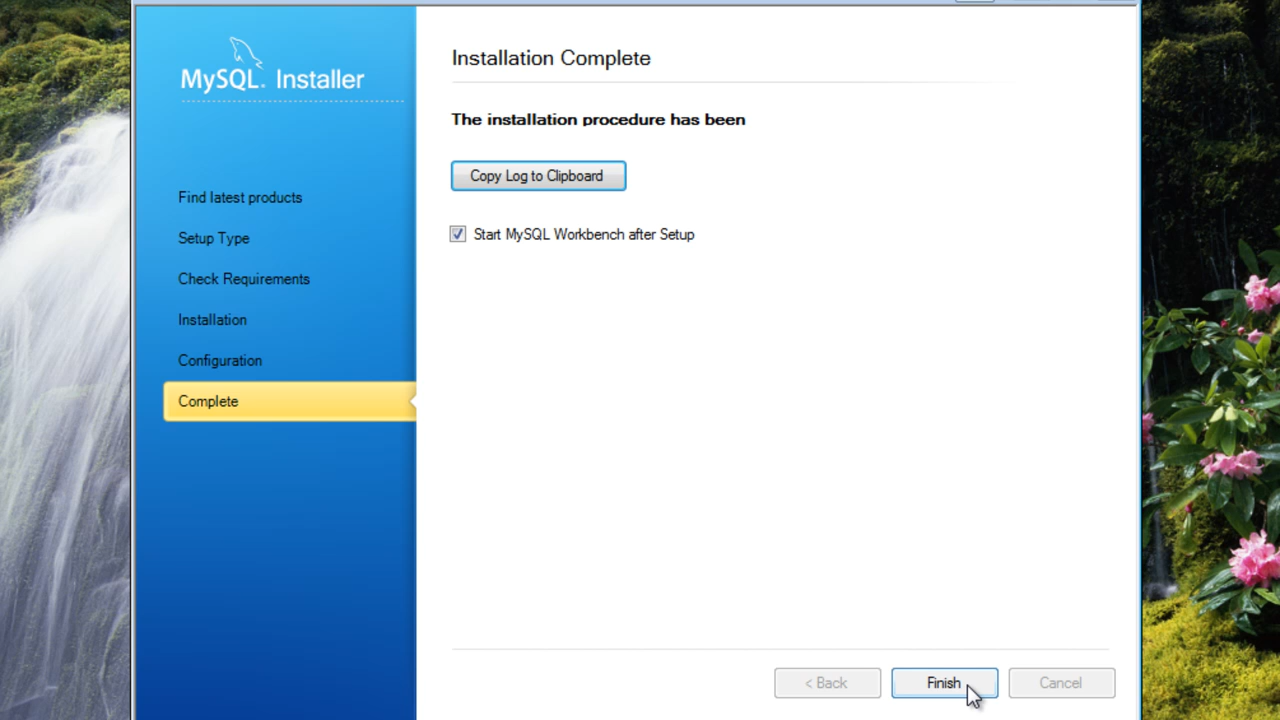 MySQL. Installer
Find latest products
Setup Type
Check Requirements
Installation
Configuration
Complete
Installation Complete
The installation procedure has been
Copy Log to Clipboard
Start MySQL Workbench after Setup
< Back
Finish
Cancel